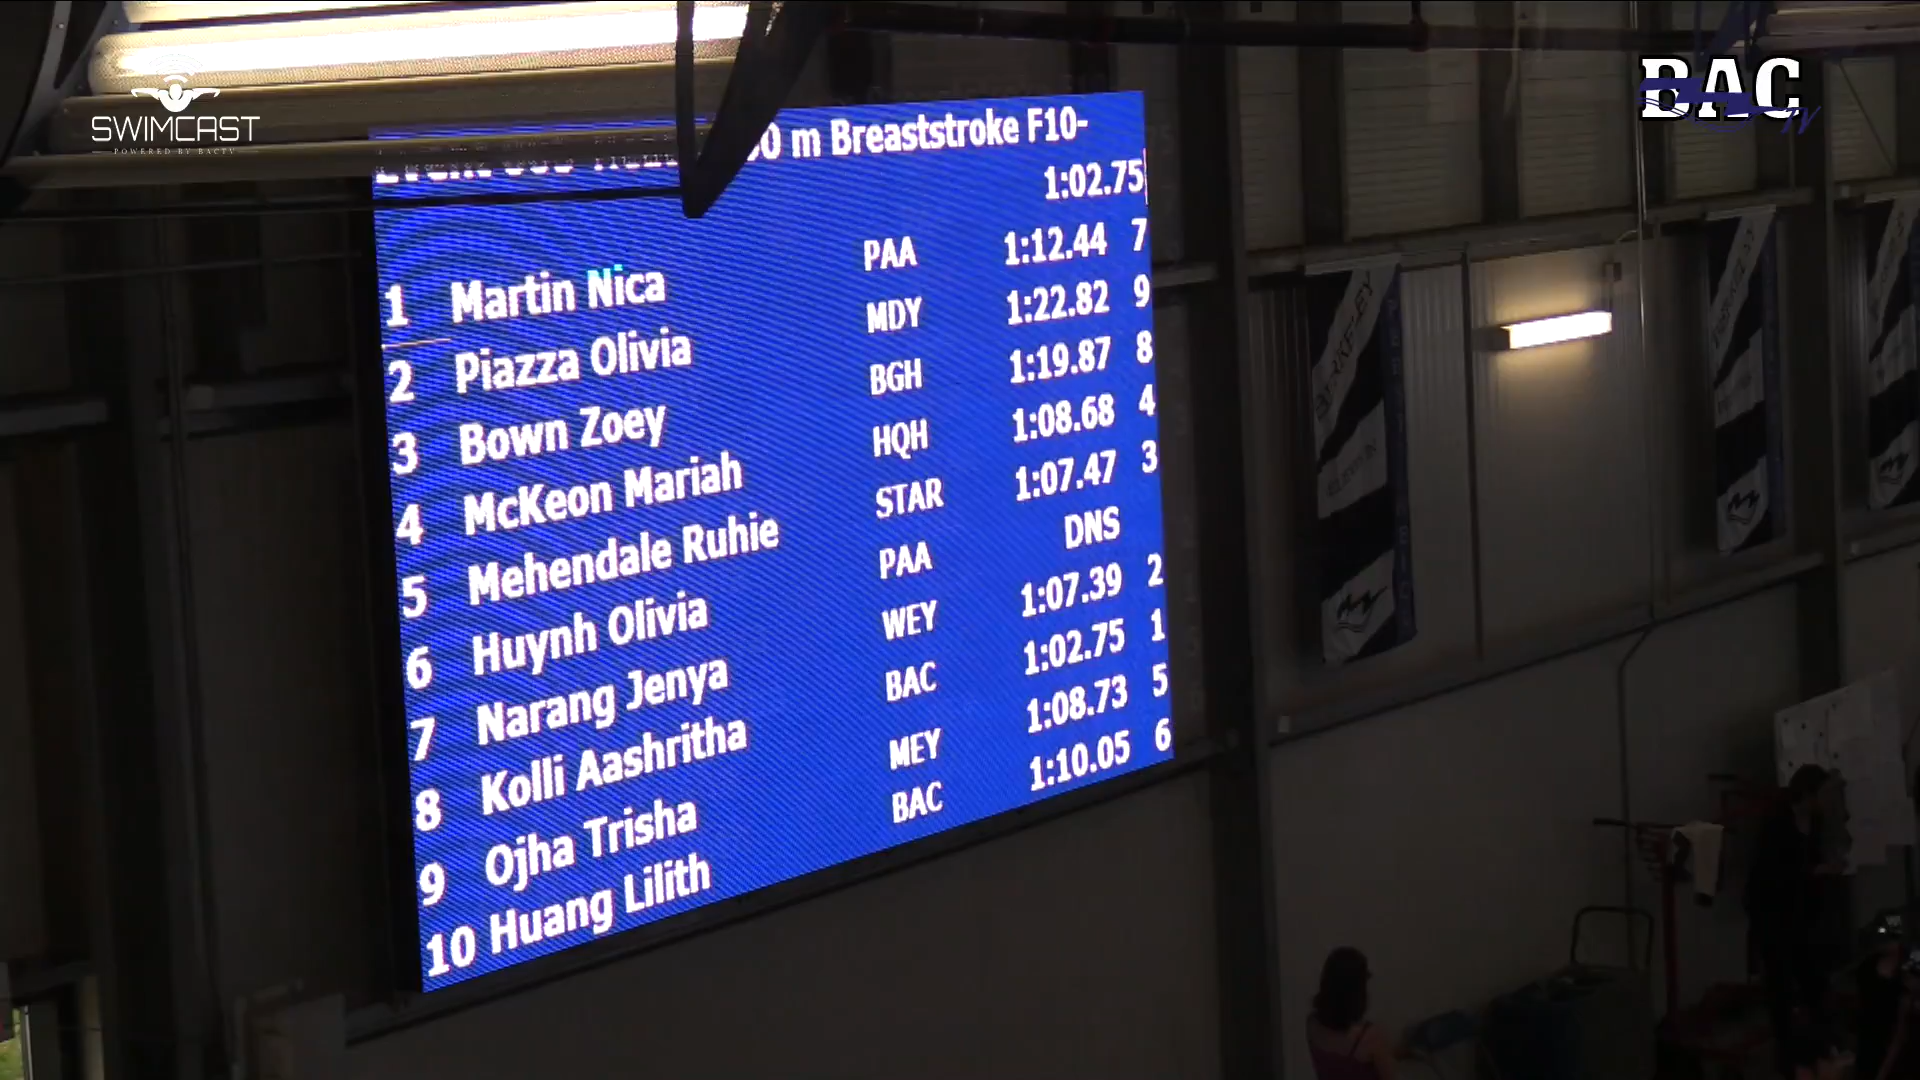 SWIMCAST
POWERED BY BACTV
BAC
0 m Breaststroke F10-
1:02.75
1 Martin Nica PAA 1:12.44 7
2 Piazza Olivia MDY 1:22.82 9
3 Bown Zoey BGH 1:19.87 8
4 McKeon Mariah HQH 1:08.68 4
5 Mehendale Ruhie STAR 1:07.47 3
6 Huynh Olivia PAA DNS
7 Narang Jenya WEY 1:07.39 2
8 Kolli Aashritha BAC 1:02.75 1
9 Ojha Trisha MEY 1:08.73 5
10 Huang Lilith BAC 1:10.05 6